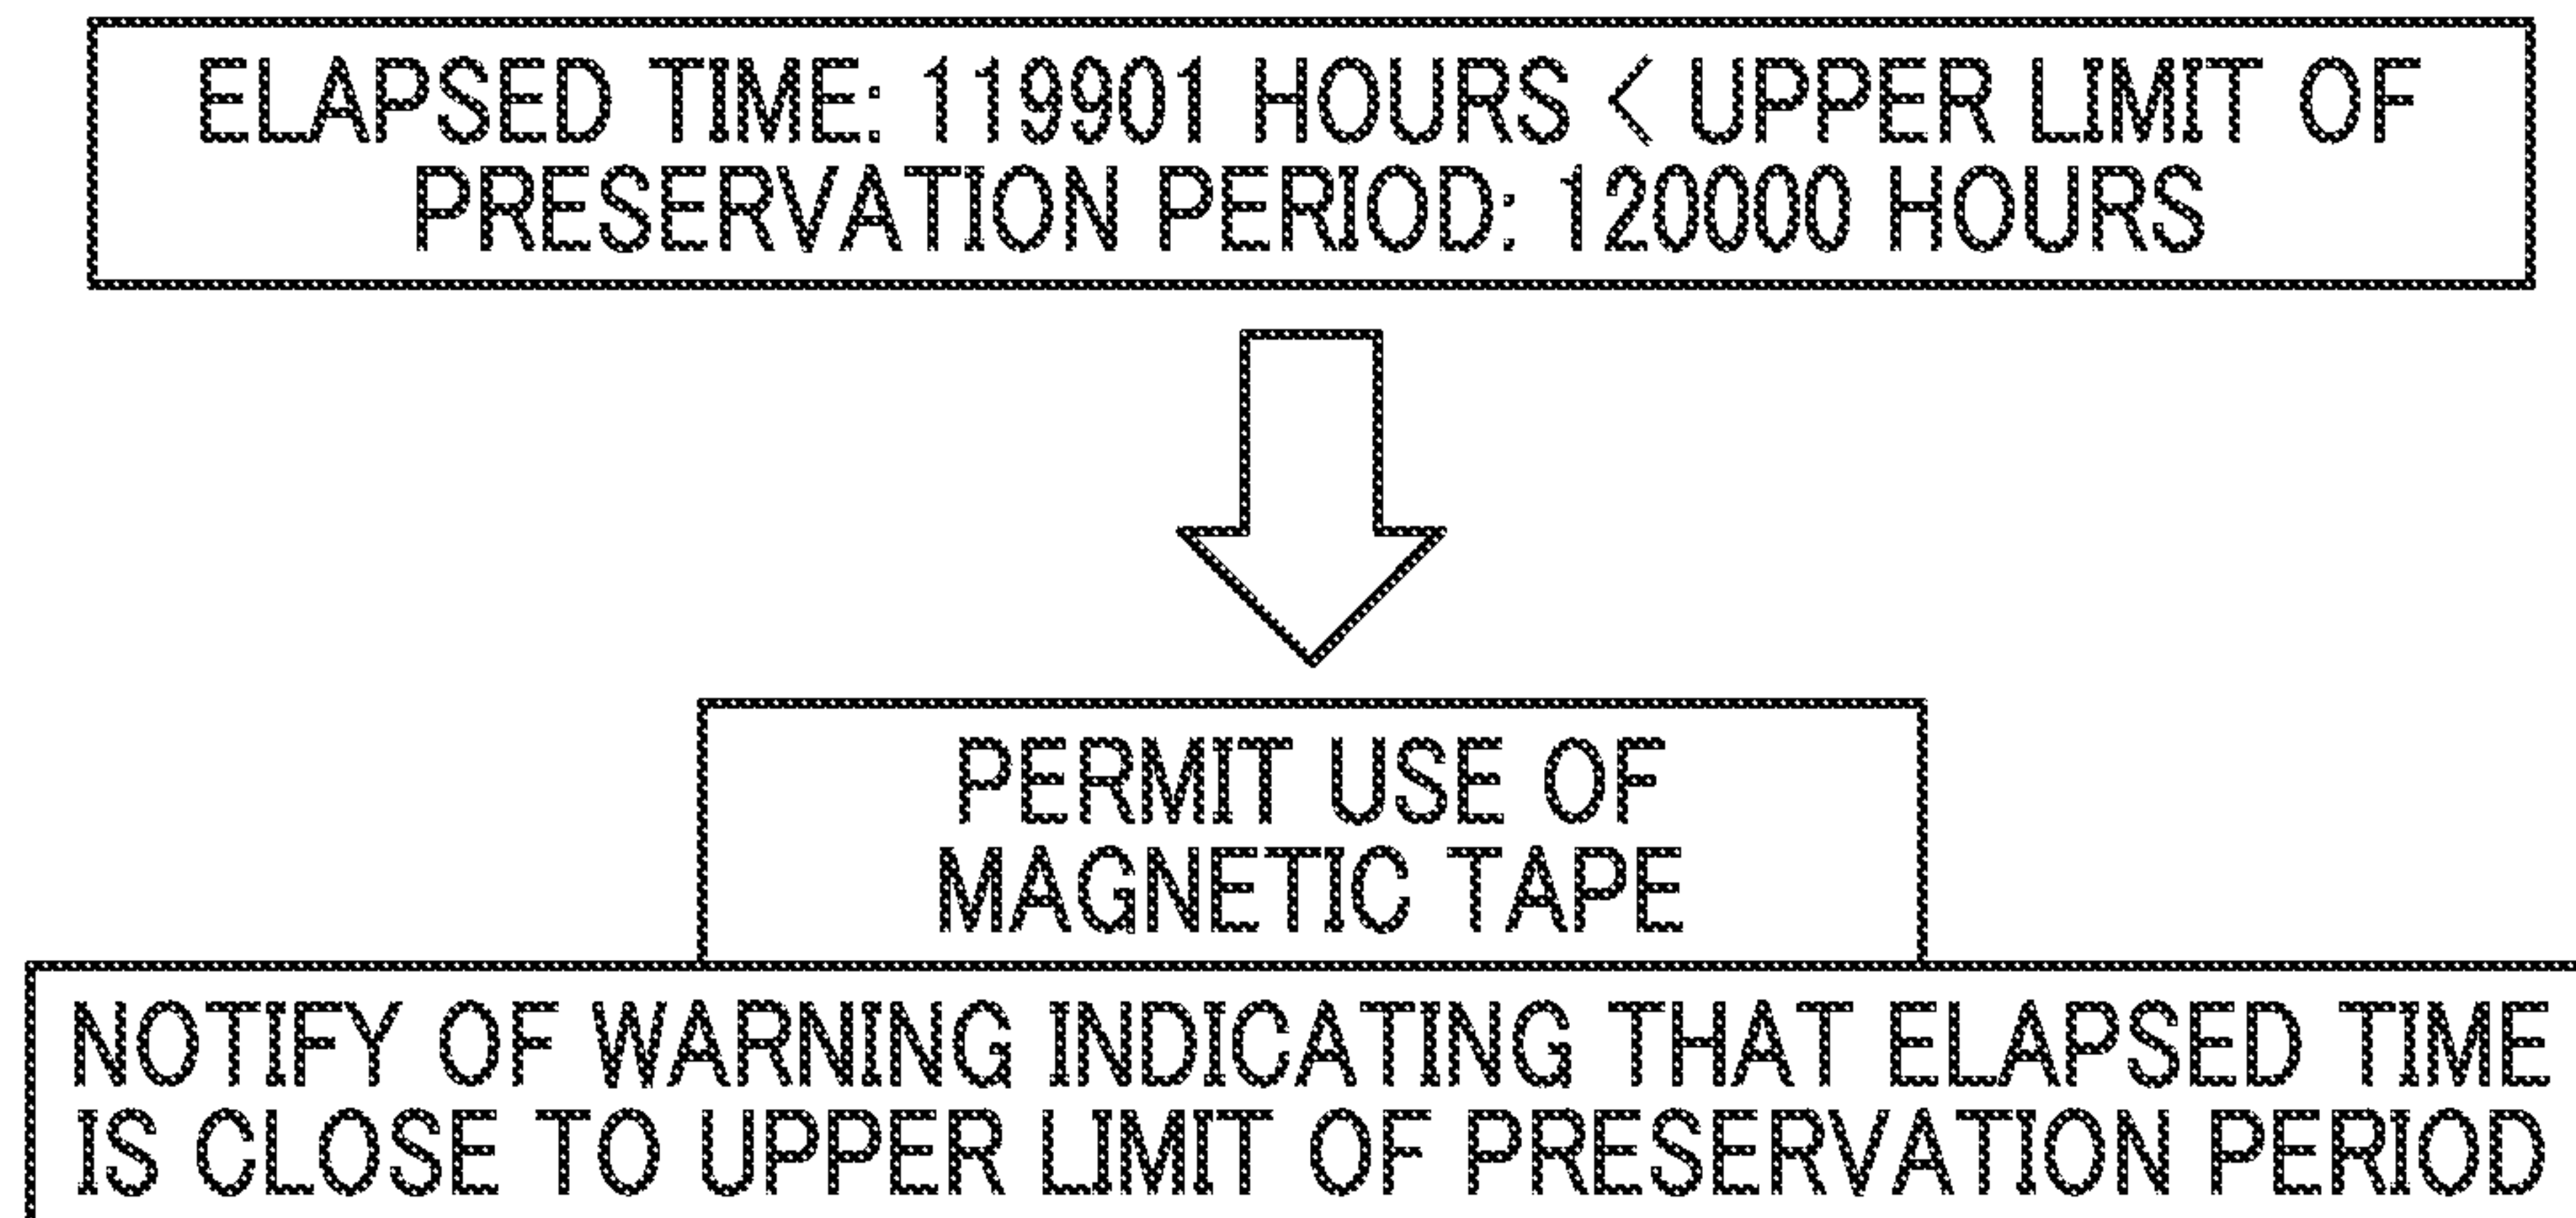 ELAPSED TIME: 119901 HOURS < UPPER LIMIT OF
PRESERVATION PERIOD: 120000 HOURS
PERMIT USE OF
MAGNETIC TAPE
NOTIFY OF WARNING INDICATING THAT ELAPSED TIME
IS CLOSE TO UPPER LIMIT OF PRESERVATION PERIOD